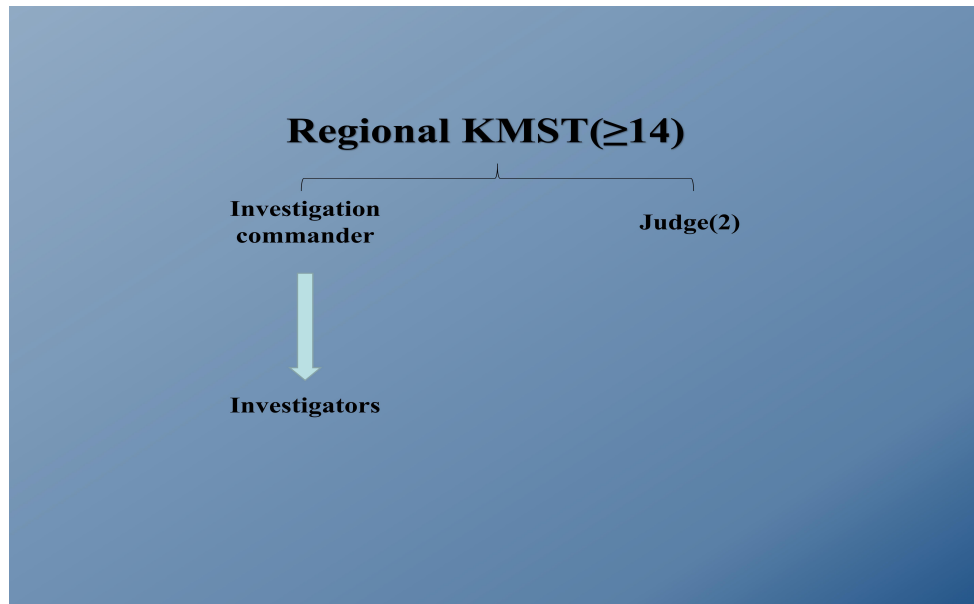 Regional KMST(≥14)
Investigation
commander
Judge(2)
Investigators